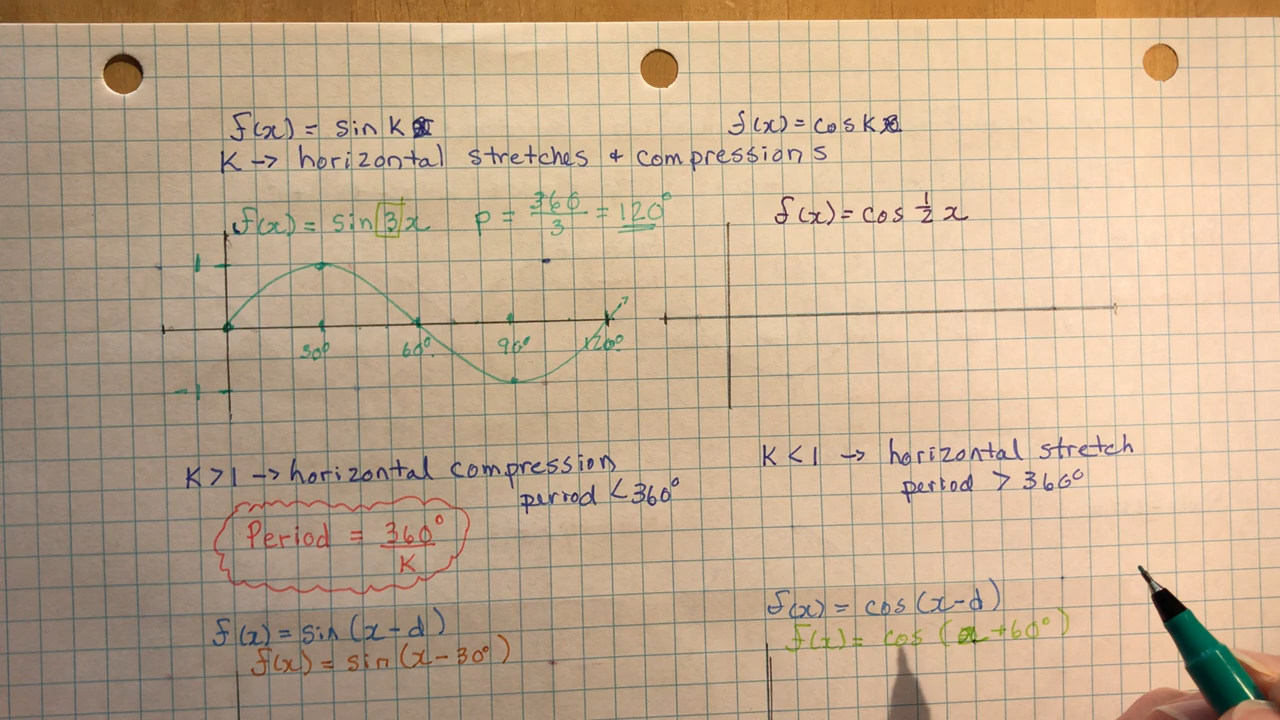 f(x) = sin Kx
f(x) = cos Kx
K → horizontal stretches + compressions
f(x) = sin 3x p = 360/3 = 120°
1
30° 60° 90° 120°
-1
f(x) = cos 1/2 x
K > 1 → horizontal compression
period < 360°
K < 1 → horizontal stretch
period > 360°
Period = 360°/K
f(x) = sin (x - d)
f(x) = sin (x - 30°)
f(x) = cos (x - d)
f(x) = cos (x + 60°)